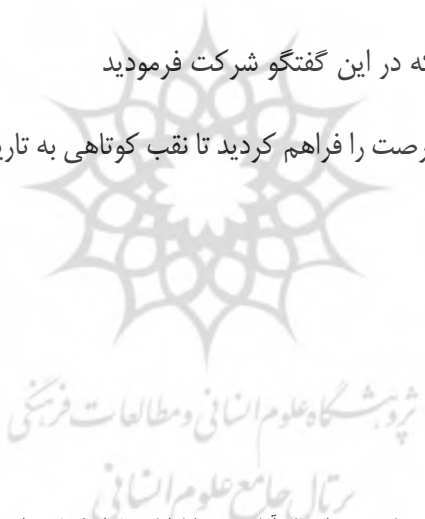 که در این گفتگو شرکت فرمودید
رصت را فراهم کردید تا نقب کوتاهی به تاری
پژوهشگاه علوم انسانی و مطالعات فرهنگی
پرتال جامع علوم انسانی